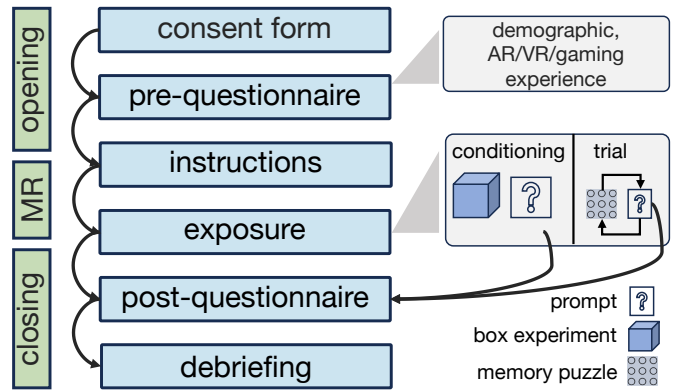 opening
MR
closing
consent form
pre-questionnaire
instructions
exposure
post-questionnaire
debriefing
demographic,
AR/VR/gaming
experience
conditioning
trial
?
?
prompt
?
box experiment
memory puzzle